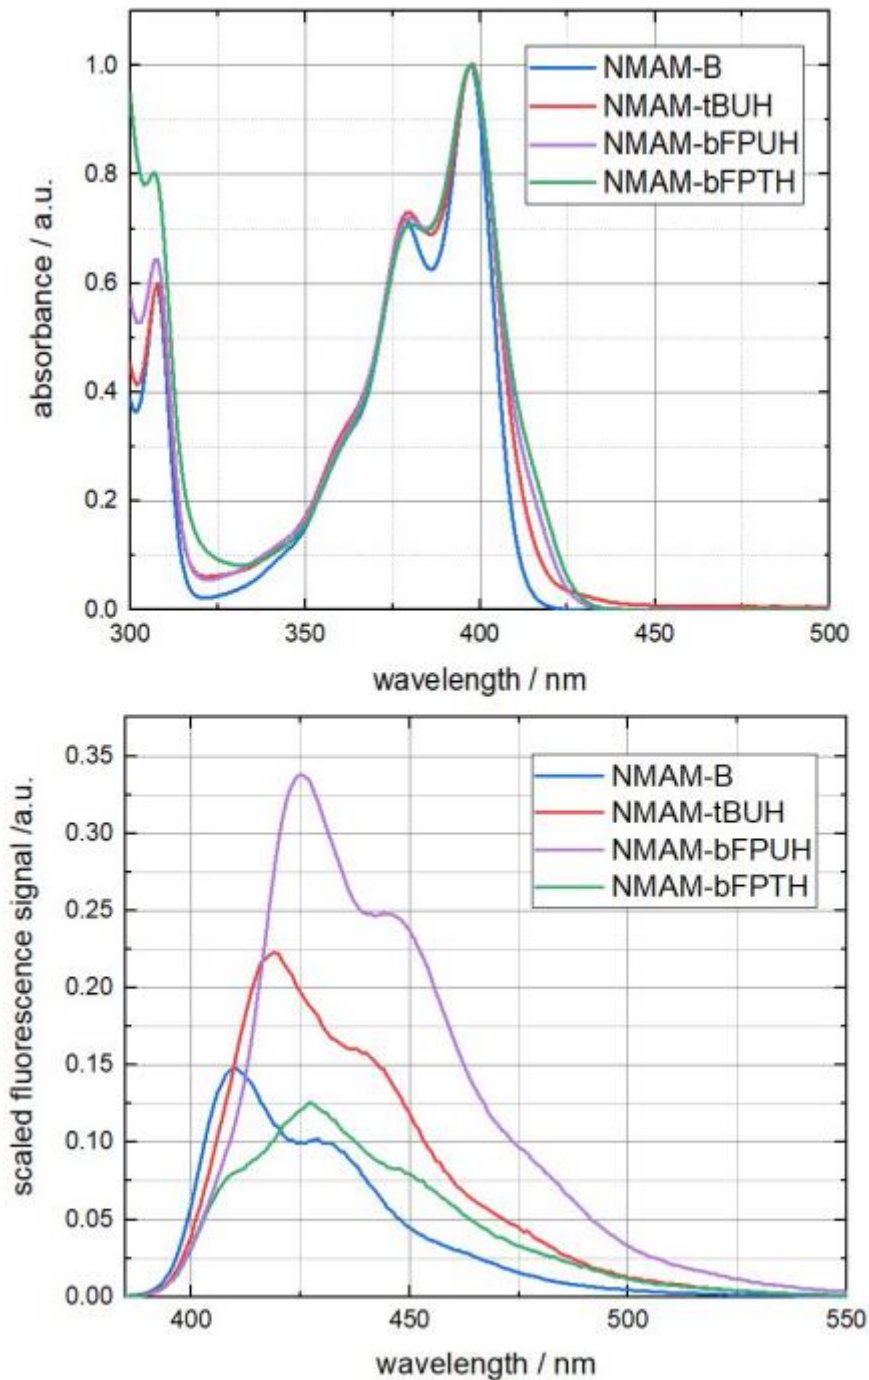 absorbance / a.u.
1.0
0.8
0.6
0.4
0.2
0.0
NMAM-B
NMAM-tBUH
NMAM-bFPUH
NMAM-bFPTH
300 350 400 450 500
wavelength / nm
scaled fluorescence signal /a.u.
0.35
0.30
0.25
0.20
0.15
0.10
0.05
0.00
NMAM-B
NMAM-tBUH
NMAM-bFPUH
NMAM-bFPTH
400 450 500 550
wavelength / nm